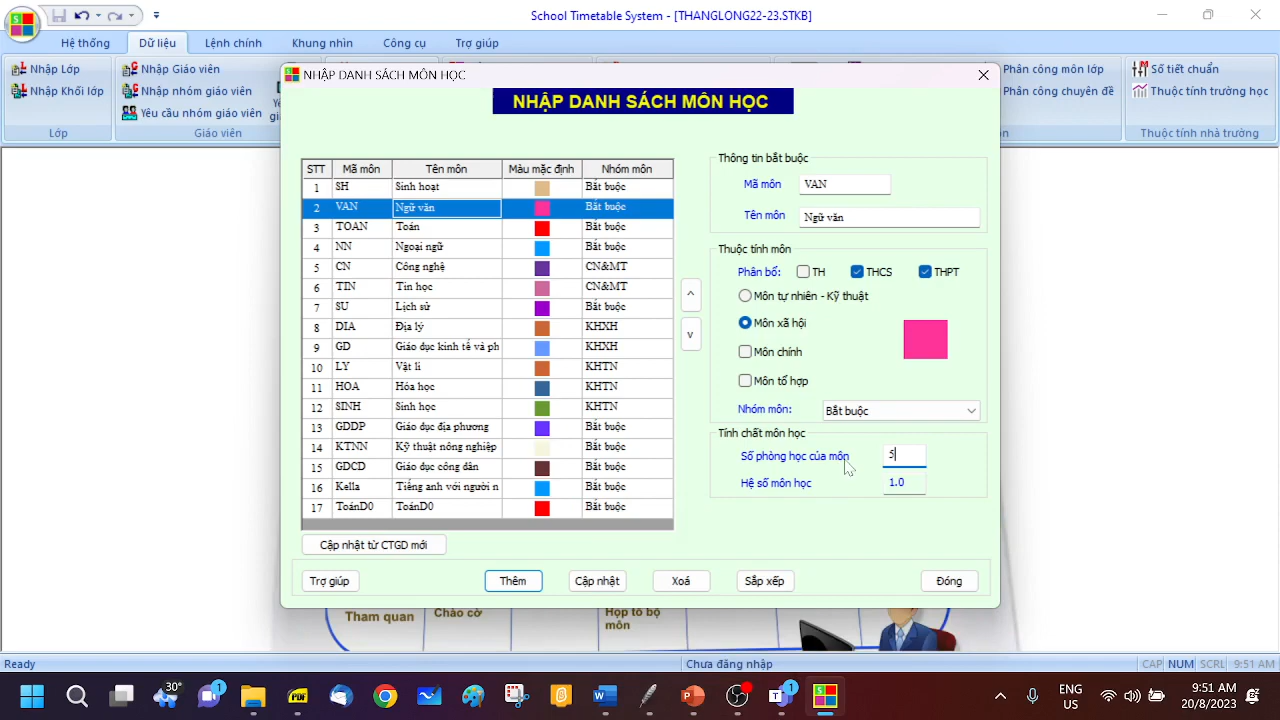 School Timetable System - [THANGLONG22-23.STKB]
Hệ thống Dữ liệu Lệnh chính Khung nhìn Công cụ Trợ giúp
Nhập Lớp
Nhập Khối lớp
Lớp
Nhập Giáo viên
Nhập nhóm giáo viên
Yêu cầu nhóm giáo viên
Giáo viên
Phân công môn lớp
Phân công chuyên đề
Số tiết chuẩn
Thuộc tính trường học
Thuộc tính nhà trường
NHẬP DANH SÁCH MÔN HỌC
NHẬP DANH SÁCH MÔN HỌC
STT Mã môn Tên môn Màu mặc định Nhóm môn
1 SH Sinh hoạt Bắt buộc
2 VAN Ngữ văn Bắt buộc
3 TOAN Toán Bắt buộc
4 NN Ngoại ngữ Bắt buộc
5 CN Công nghệ CN&MT
6 TIN Tin học CN&MT
7 SU Lịch sử Bắt buộc
8 DIA Địa lý KHXH
9 GD Giáo dục kinh tế và ph KHXH
10 LY Vật lí KHTN
11 HOA Hóa học KHTN
12 SINH Sinh học KHTN
13 GDDP Giáo dục địa phương Bắt buộc
14 KTNN Kỹ thuật nông nghiệp Bắt buộc
15 GDCD Giáo dục công dân Bắt buộc
16 Kella Tiếng anh với người n Bắt buộc
17 ToánD0 ToánD0 Bắt buộc
^
v
Thông tin bắt buộc
Mã môn VAN
Tên môn Ngữ văn
Thuộc tính môn
Phân bố: TH THCS THPT
Môn tự nhiên - Kỹ thuật
Môn xã hội
Môn chính
Môn tổ hợp
Nhóm môn: Bắt buộc
Tính chất môn học
Số phòng học của môn 5
Hệ số môn học 1.0
Cập nhật từ CTGD mới
Trợ giúp Thêm Cập nhật Xoá Sắp xếp Đóng
Tham quan
Chào cờ
Họp tổ bộ
môn
Ready Chưa đăng nhập CAP NUM SCRL 9:51 AM
30°
1
PDF
1
ENG
US
9:51 AM
20/8/2023